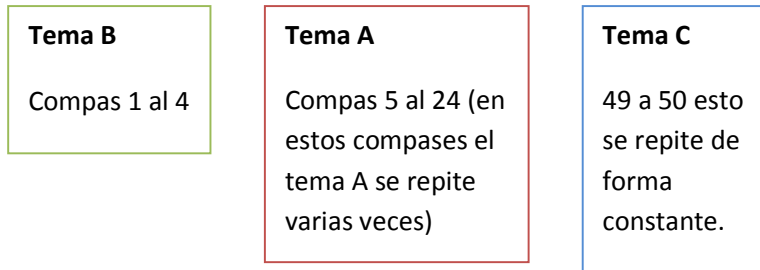 Tema B
Compas 1 al 4
Tema A
Compas 5 al 24 (en
estos compases el
tema A se repite
varias veces)
Tema C
49 a 50 esto
se repite de
forma
constante.